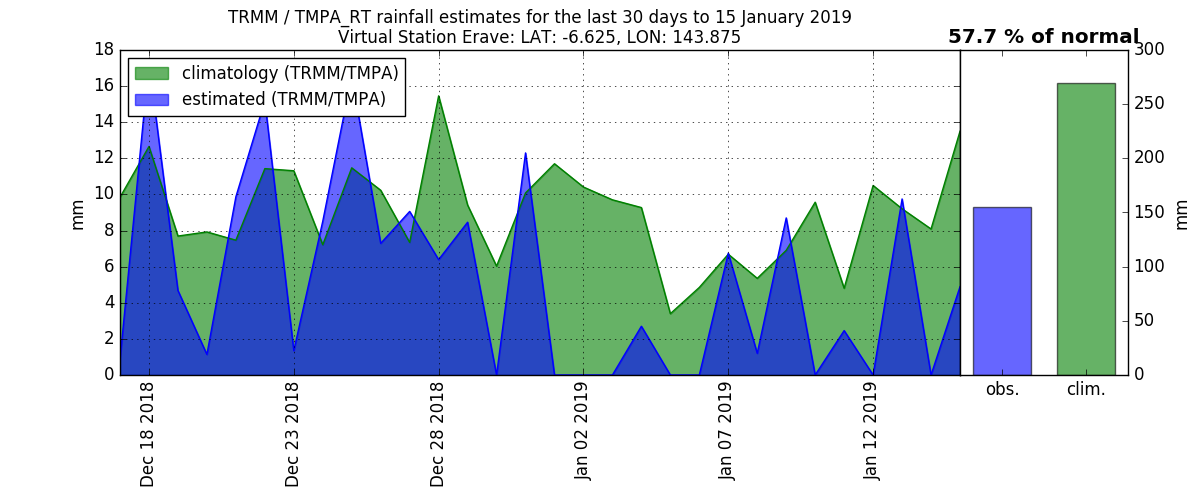 TRMM / TMPA_RT rainfall estimates for the last 30 days to 15 January 2019
Virtual Station Erave: LAT: -6.625, LON: 143.875
57.7 % of normal
climatology (TRMM/TMPA)
estimated (TRMM/TMPA)
18
16
14
12
10
8
6
4
2
0
mm
Dec 18 2018
Dec 23 2018
Dec 28 2018
Jan 02 2019
Jan 07 2019
Jan 12 2019
300
250
200
150
100
50
0
mm
obs.
clim.